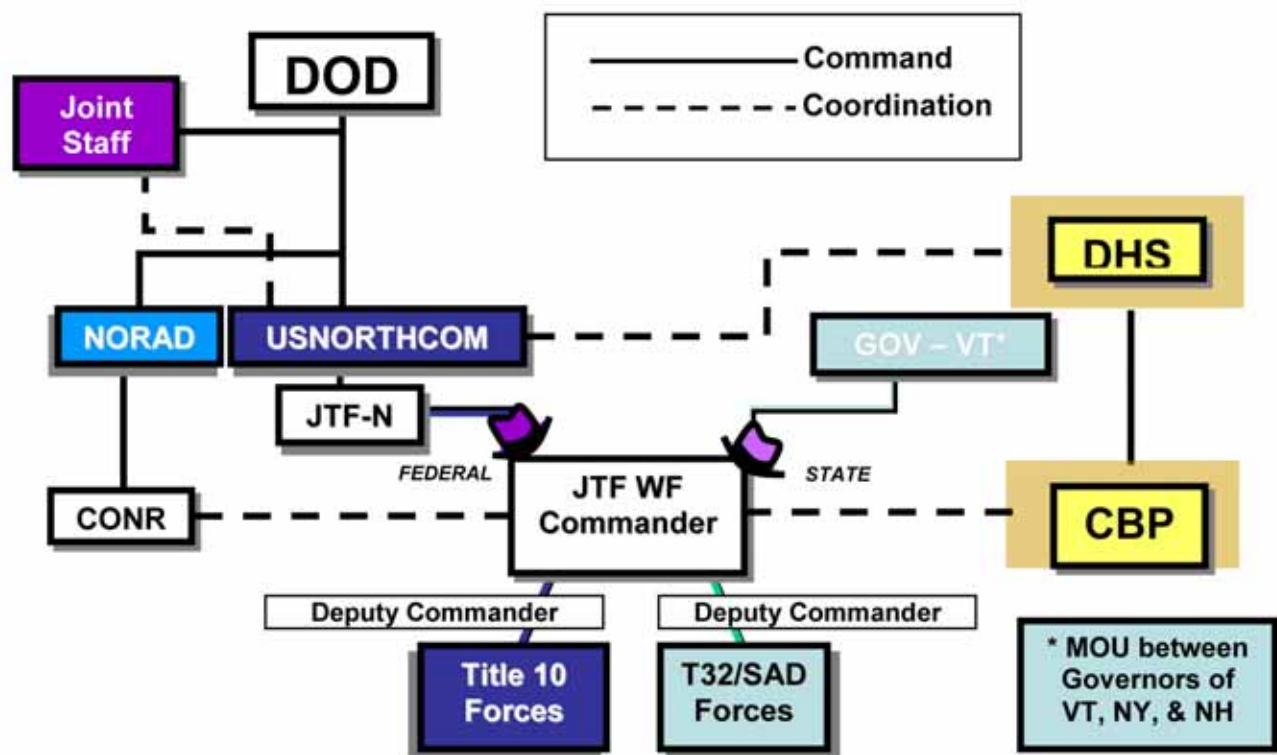 DOD
Command
Coordination
Joint
Staff
DHS
NORAD
USNORTHCOM
GOV – VT*
JTF-N
FEDERAL
STATE
JTF WF
Commander
CONR
CBP
Deputy Commander
Deputy Commander
Title 10
Forces
T32/SAD
Forces
* MOU between
Governors of
VT, NY, & NH